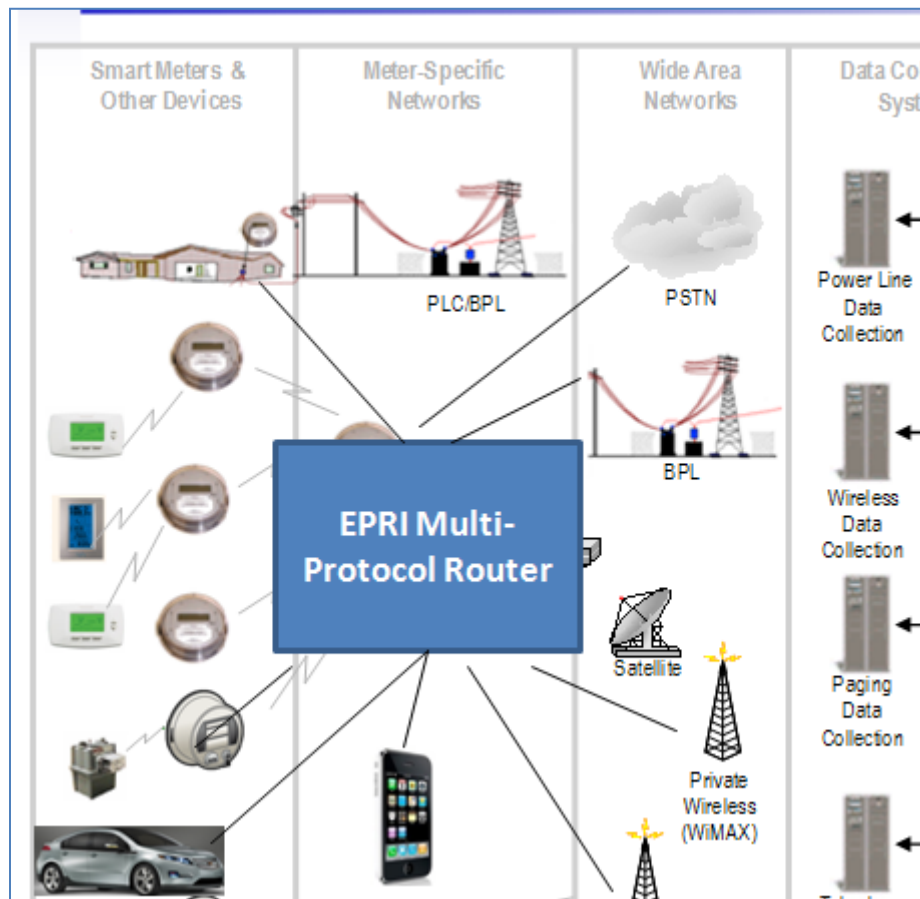 Smart Meters &
Other Devices
Meter-Specific
Networks
Wide Area
Networks
Data Co
Syst
PLC/BPL
PSTN
Power Line
Data
Collection
BPL
Wireless
Data
Collection
EPRI Multi-
Protocol Router
Satellite
Paging
Data
Collection
Private
Wireless
(WiMAX)